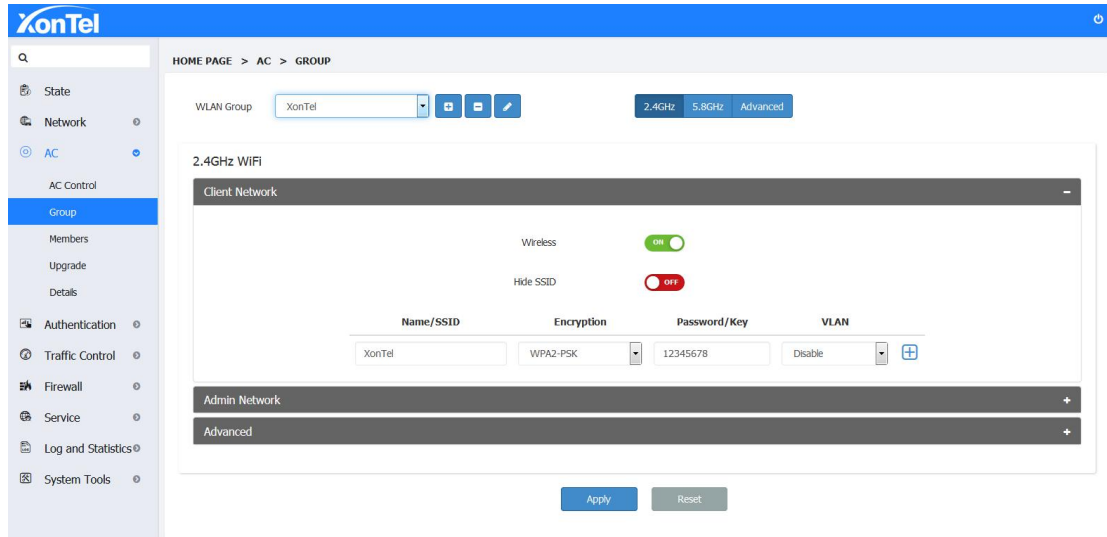 XonTel
HOME PAGE > AC > GROUP
State
Network
AC
AC Control
Group
Members
Upgrade
Details
Authentication
Traffic Control
Firewall
Service
Log and Statistics
System Tools
WLAN Group XonTel
2.4GHz 5.8GHz Advanced
2.4GHz WiFi
Client Network
Wireless ON
Hide SSID OFF
Name/SSID Encryption Password/Key VLAN
XonTel WPA2-PSK 12345678 Disable
Admin Network
Advanced
Apply Reset